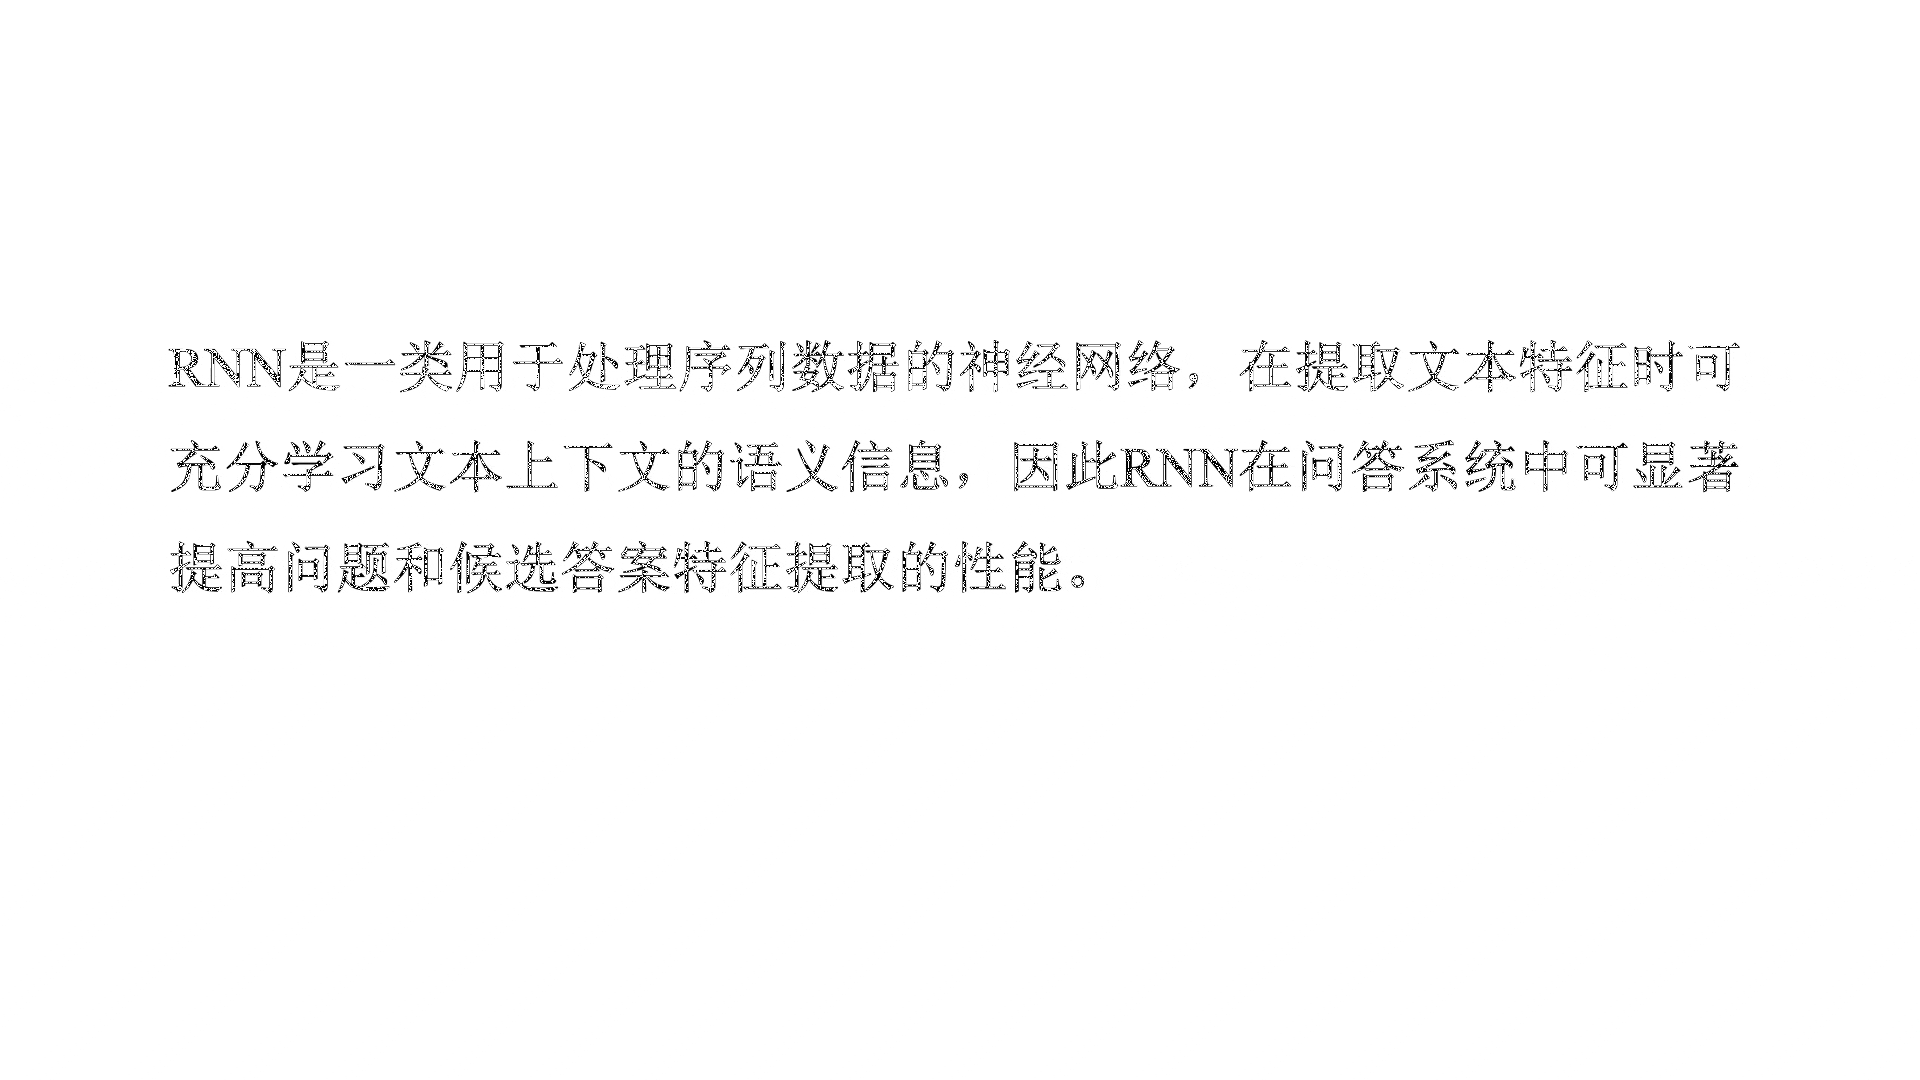 RNN是一类用于处理序列数据的神经网络，在提取文本特征时可
充分学习文本上下文的语义信息，因此RNN在问答系统中可显著
提高问题和候选答案特征提取的性能。